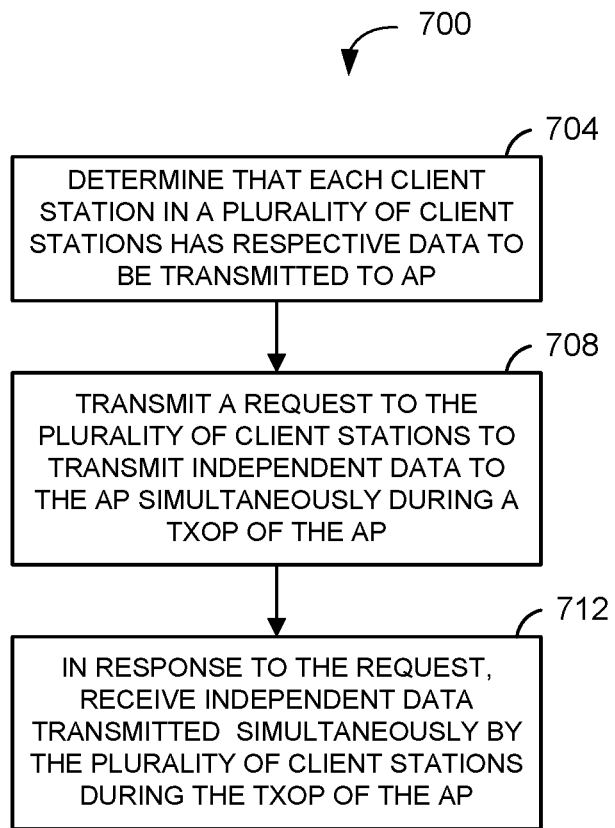 700
704
DETERMINE THAT EACH CLIENT
STATION IN A PLURALITY OF CLIENT
STATIONS HAS RESPECTIVE DATA TO
BE TRANSMITTED TO AP
708
TRANSMIT A REQUEST TO THE
PLURALITY OF CLIENT STATIONS TO
TRANSMIT INDEPENDENT DATA TO
THE AP SIMULTANEOUSLY DURING A
TXOP OF THE AP
712
IN RESPONSE TO THE REQUEST,
RECEIVE INDEPENDENT DATA
TRANSMITTED SIMULTANEOUSLY BY
THE PLURALITY OF CLIENT STATIONS
DURING THE TXOP OF THE AP